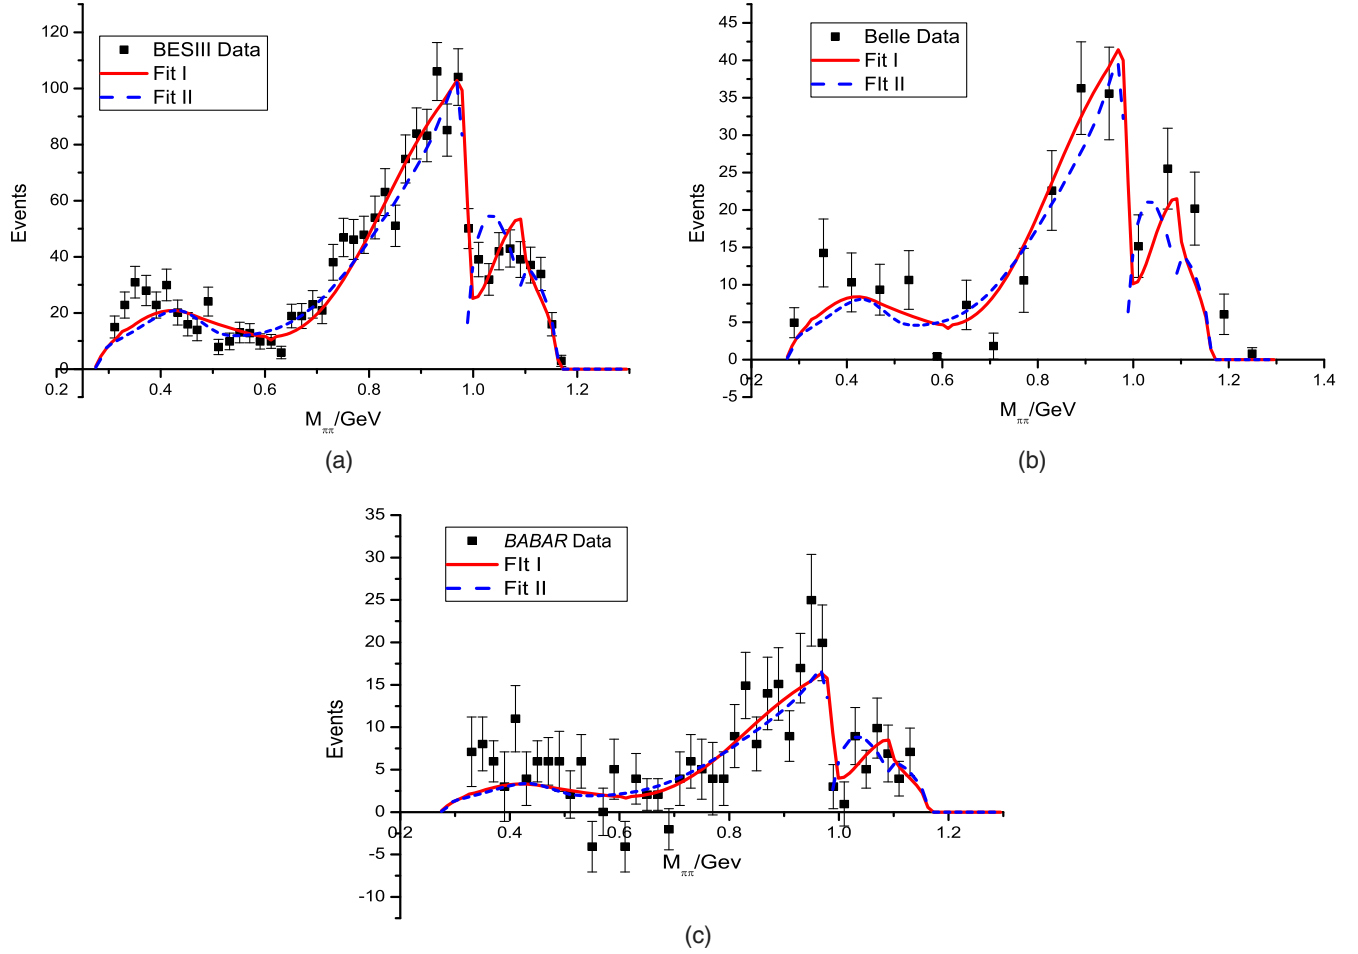 120
100
80
60
40
20
0
0.2
0.4
0.6
0.8
1.0
1.2
Events
BESIII Data
Fit I
Fit II
Mππ/GeV
(a)
45
40
35
30
25
20
15
10
5
0
-5
0.2
0.4
0.6
0.8
1.0
1.2
1.4
Events
Belle Data
Fit I
FIt II
Mππ/GeV
(b)
35
30
25
20
15
10
5
0
-5
-10
0.2
0.4
0.6
0.8
1.0
1.2
Events
BABAR Data
FIt I
Fit II
Mππ/Gev
(c)